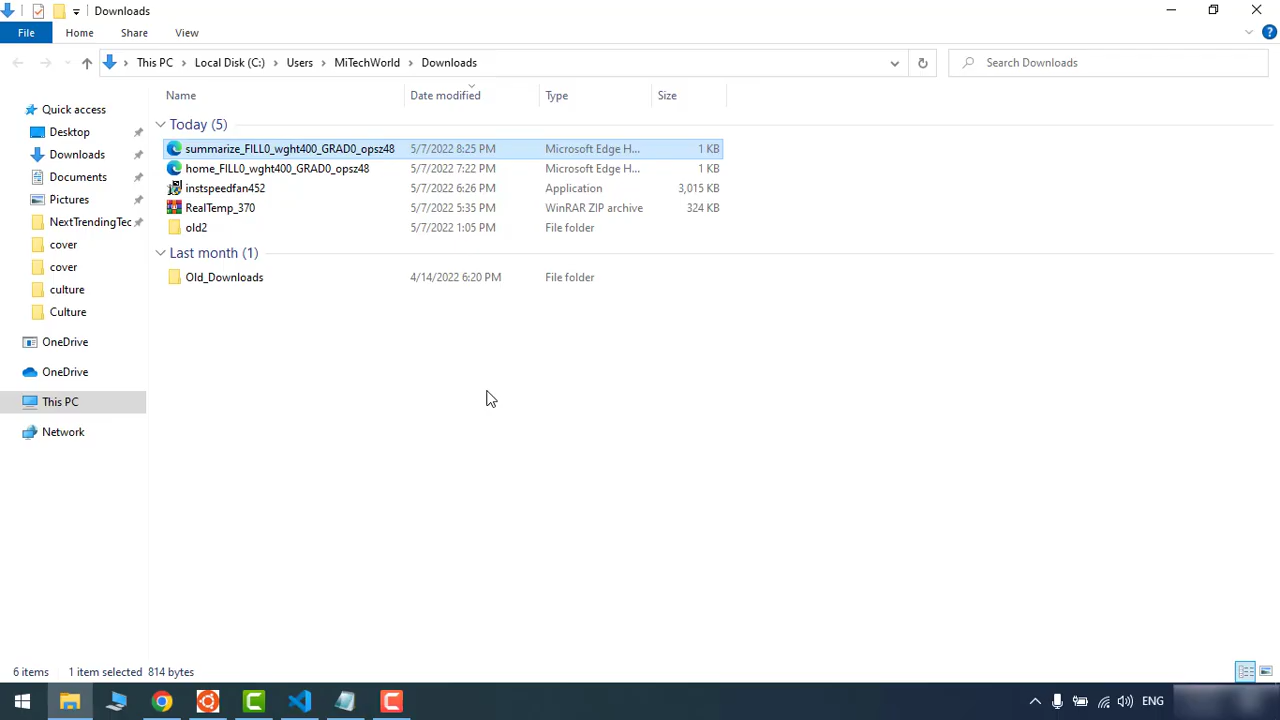 Downloads
File Home Share View
This PC Local Disk (C:) Users MiTechWorld Downloads
Search Downloads
Quick access
Desktop
Downloads
Documents
Pictures
NextTrendingTec
cover
cover
culture
Culture
OneDrive
OneDrive
This PC
Network
Name Date modified Type Size
Today (5)
summarize_FILL0_wght400_GRAD0_opsz48 5/7/2022 8:25 PM Microsoft Edge H... 1 KB
home_FILL0_wght400_GRAD0_opsz48 5/7/2022 7:22 PM Microsoft Edge H... 1 KB
instspeedfan452 5/7/2022 6:26 PM Application 3,015 KB
RealTemp_370 5/7/2022 5:35 PM WinRAR ZIP archive 324 KB
old2 5/7/2022 1:05 PM File folder
Last month (1)
Old_Downloads 4/14/2022 6:20 PM File folder
6 items 1 item selected 814 bytes
ENG